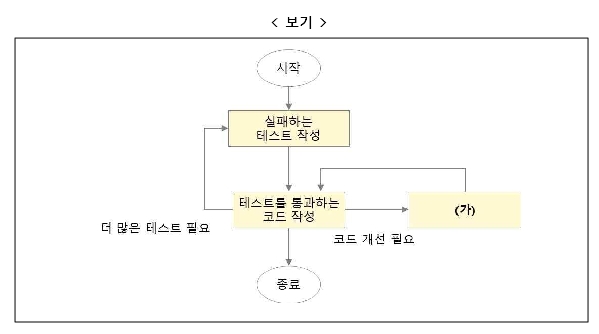 < 보기 >
시작
실패하는
테스트 작성
테스트를 통과하는
코드 작성
(가)
더 많은 테스트 필요
코드 개선 필요
종료